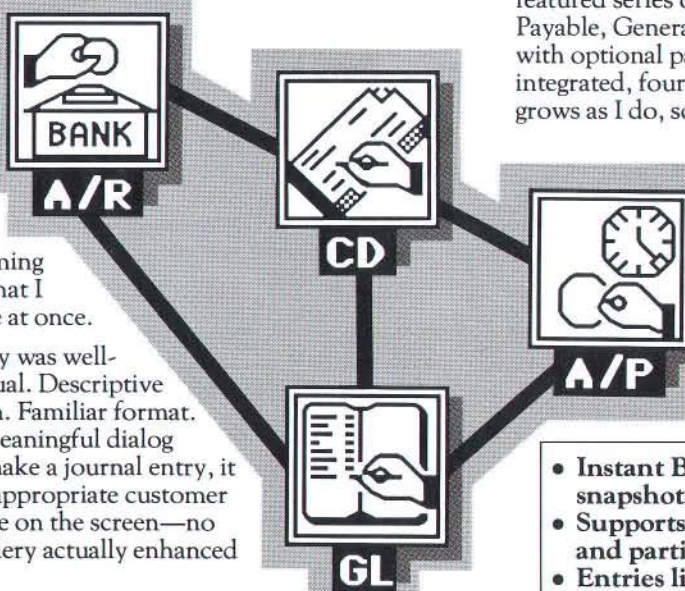 featured series
Payable, Genera
with optional pa
integrated, four
grows as I do, so
BANK
A/R
CD
A/P
GL
ning
hat I
e at once.
y was well-
ual. Descriptive
n. Familiar format.
eaningful dialog
make a journal entry, it
appropriate customer
e on the screen—no
nery actually enhanced
• Instant B
snapshot
• Supports
and parti
• Entries li